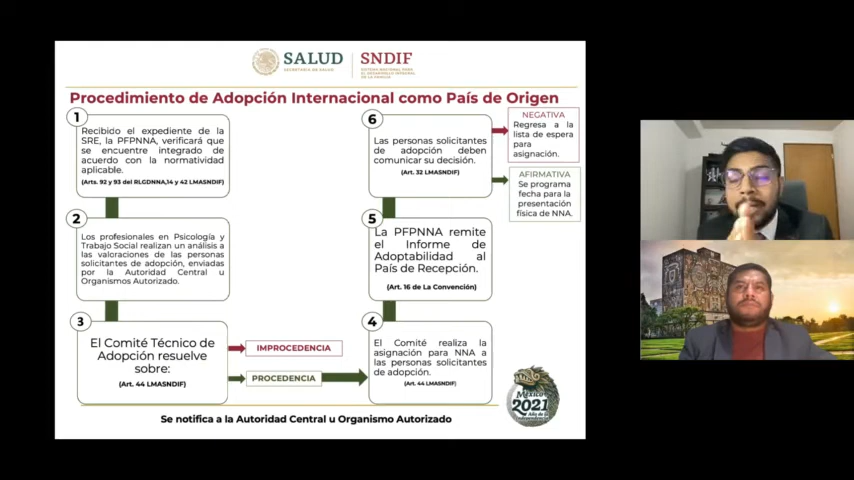 SALUD
SECRETARÍA DE SALUD
SNDIF
SISTEMA NACIONAL PARA
EL DESARROLLO INTEGRAL
DE LA FAMILIA
Procedimiento de Adopción Internacional como País de Origen
1
Recibido el expediente de la
SRE, la PFPNNA, verificará que
se encuentre integrado de
acuerdo con la normatividad
aplicable.
(Arts. 92 y 93 del RLGDNNA,14 y 42 LMASNDIF)
2
Los profesionales en Psicología y
Trabajo Social realizan un análisis a
las valoraciones de las personas
solicitantes de adopción, enviadas
por la Autoridad Central u
Organismos Autorizado.
3
El Comité Técnico de
Adopción resuelve
sobre:
(Art. 44 LMASNDIF)
IMPROCEDENCIA
PROCEDENCIA
4
El Comité realiza la
asignación para NNA a
las personas solicitantes
de adopción.
(Art. 44 LMASNDIF)
5
La PFPNNA remite
el Informe de
Adoptabilidad al
País de Recepción.
(Art. 16 de La Convención)
6
Las personas solicitantes
de adopción deben
comunicar su decisión.
(Art. 32 LMASNDIF)
NEGATIVA
Regresa a la
lista de espera
para
asignación.
AFIRMATIVA
Se programa
fecha para la
presentación
física de NNA.
Se notifica a la Autoridad Central u Organismo Autorizado
México
2021
Año de la
Independencia